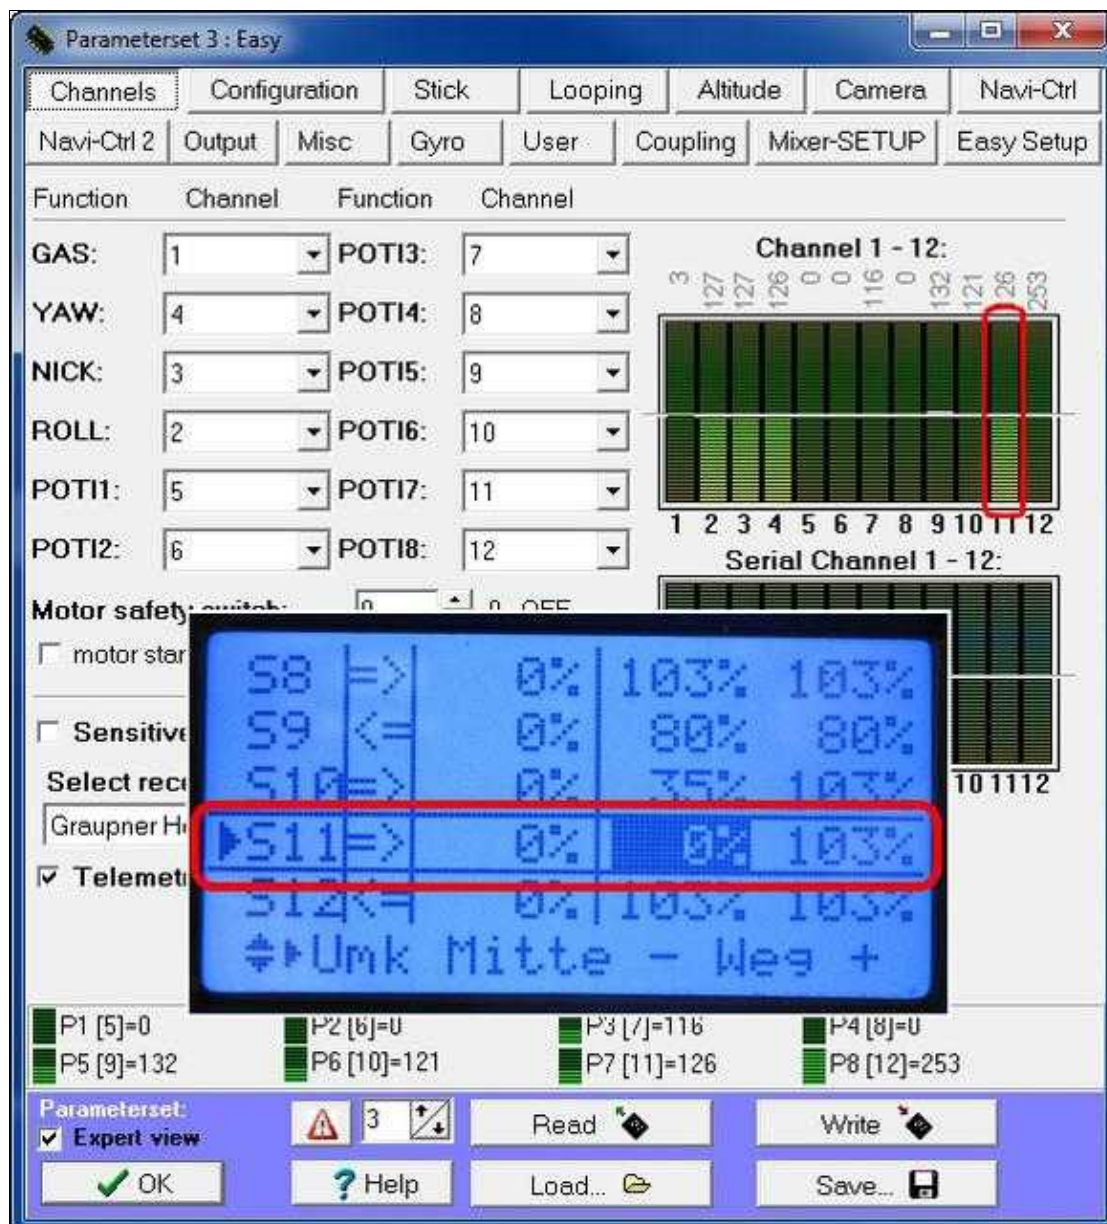 Parameterset 3 : Easy
Channels Configuration Stick Looping Altitude Camera Navi-Ctrl
Navi-Ctrl 2 Output Misc Gyro User Coupling Mixer-SETUP Easy Setup
Function Channel Function Channel
GAS: 1 POTI3: 7
YAW: 4 POTI4: 8
NICK: 3 POTI5: 9
ROLL: 2 POTI6: 10
POTI1: 5 POTI7: 11
POTI2: 6 POTI8: 12
Channel 1 - 12:
3 127 127 126 0 0 116 0 132 121 126 253
1 2 3 4 5 6 7 8 9 10 11 12
Serial Channel 1 - 12:
10 11 12
Motor safety
motor star
Sensitive
Select rece
Graupner H
Telemet
S8 => 0% 103% 103%
S9 <= 0% 80% 80%
S10 => 0% 35% 103%
S11 => 0% 0% 103%
S12 <= 0% 103% 103%
Umk Mitte - Weg +
P1 [5]=0 P2 [6]=0 P3 [7]=116 P4 [8]=0
P5 [9]=132 P6 [10]=121 P7 [11]=126 P8 [12]=253
Parameterset:
Expert view
3 Read Write
OK Help Load... Save...